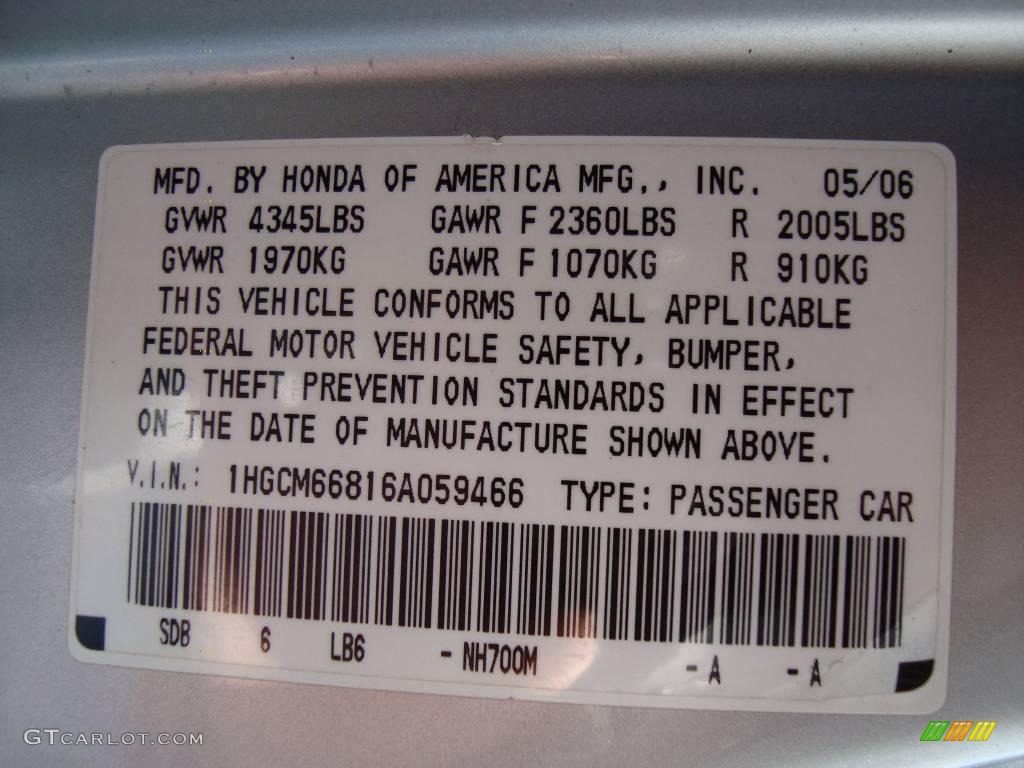 MFD. BY HONDA OF AMERICA MFG., INC. 05/06
GVWR 4345LBS GAWR F 2360LBS R 2005LBS
GVWR 1970KG GAWR F 1070KG R 910KG
THIS VEHICLE CONFORMS TO ALL APPLICABLE
FEDERAL MOTOR VEHICLE SAFETY, BUMPER,
AND THEFT PREVENTION STANDARDS IN EFFECT
ON THE DATE OF MANUFACTURE SHOWN ABOVE.
V.I.N.: 1HGCM66816A059466 TYPE: PASSENGER CAR
SDB 6 LB6 - NH700M - A - A
GTCARLOT.COM